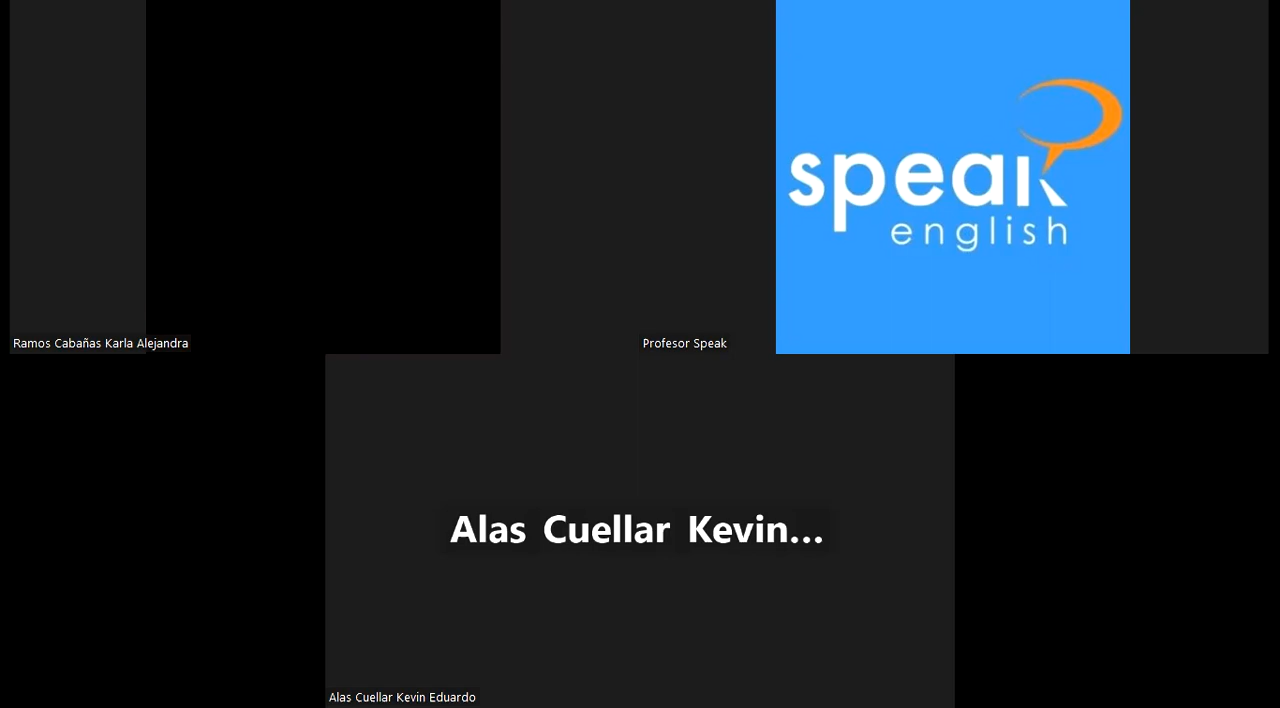 speak
english
Ramos Cabañas Karla Alejandra
Profesor Speak
Alas Cuellar Kevin...
Alas Cuellar Kevin Eduardo